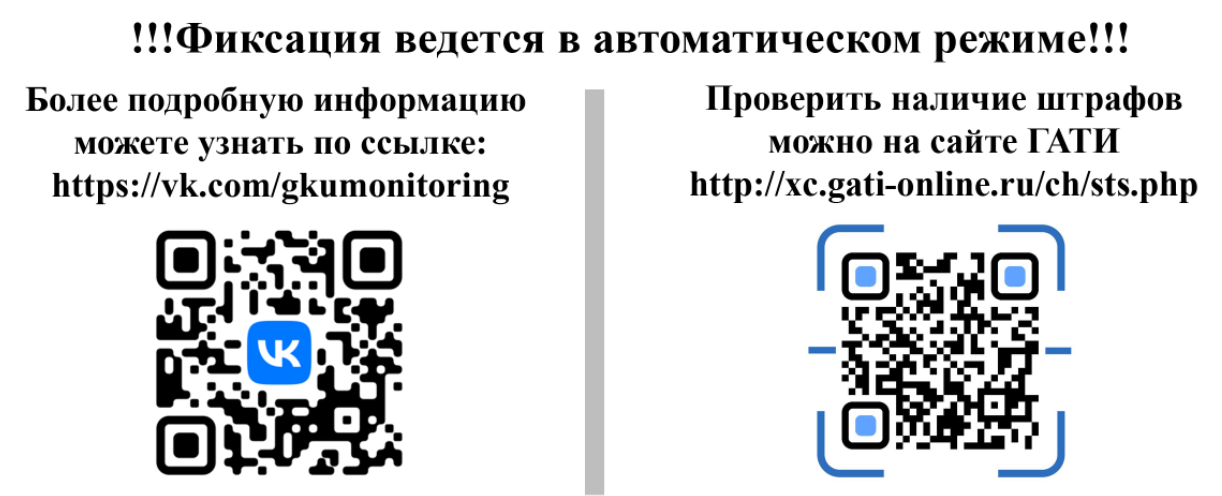 !!!Фиксация ведется в автоматическом режиме!!!
Более подробную информацию
можете узнать по ссылке:
https://vk.com/gkumonitoring
Проверить наличие штрафов
можно на сайте ГАТИ
http://xc.gati-online.ru/ch/sts.php